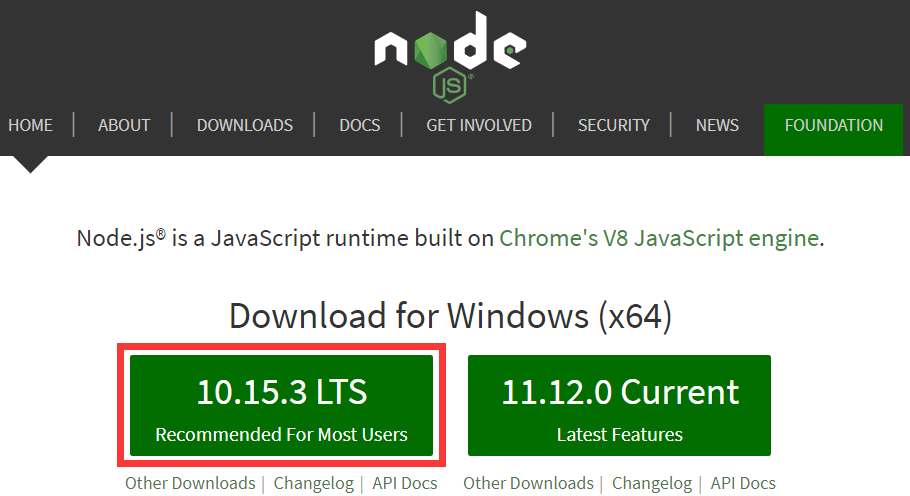 node
JS®
HOME | ABOUT | DOWNLOADS | DOCS | GET INVOLVED | SECURITY | NEWS FOUNDATION
Node.js® is a JavaScript runtime built on Chrome's V8 JavaScript engine.
Download for Windows (x64)
10.15.3 LTS 11.12.0 Current
Recommended For Most Users Latest Features
Other Downloads | Changelog | API Docs Other Downloads | Changelog | API Docs